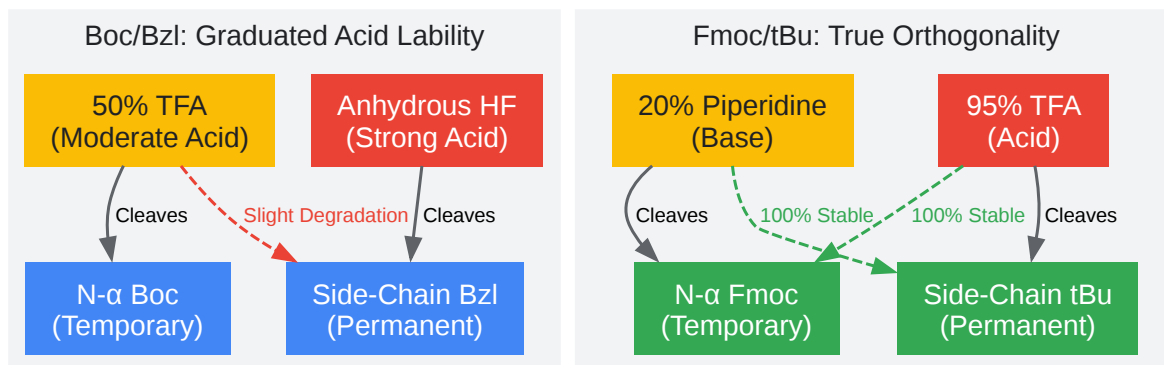 Boc/Bzl: Graduated Acid Lability
50% TFA
(Moderate Acid)
Anhydrous HF
(Strong Acid)
Cleaves
Slight Degradation
Cleaves
N-α Boc
(Temporary)
Side-Chain Bzl
(Permanent)
Fmoc/tBu: True Orthogonality
20% Piperidine
(Base)
95% TFA
(Acid)
Cleaves
100% Stable
100% Stable
Cleaves
N-α Fmoc
(Temporary)
Side-Chain tBu
(Permanent)